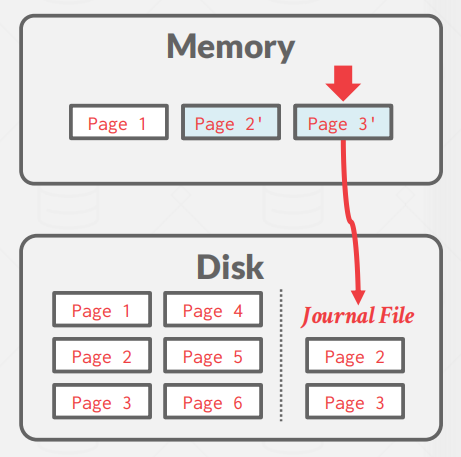 Memory
Page 1 Page 2' Page 3'
Disk
Page 1 Page 4
Journal File
Page 2 Page 5 Page 2
Page 3 Page 6 Page 3